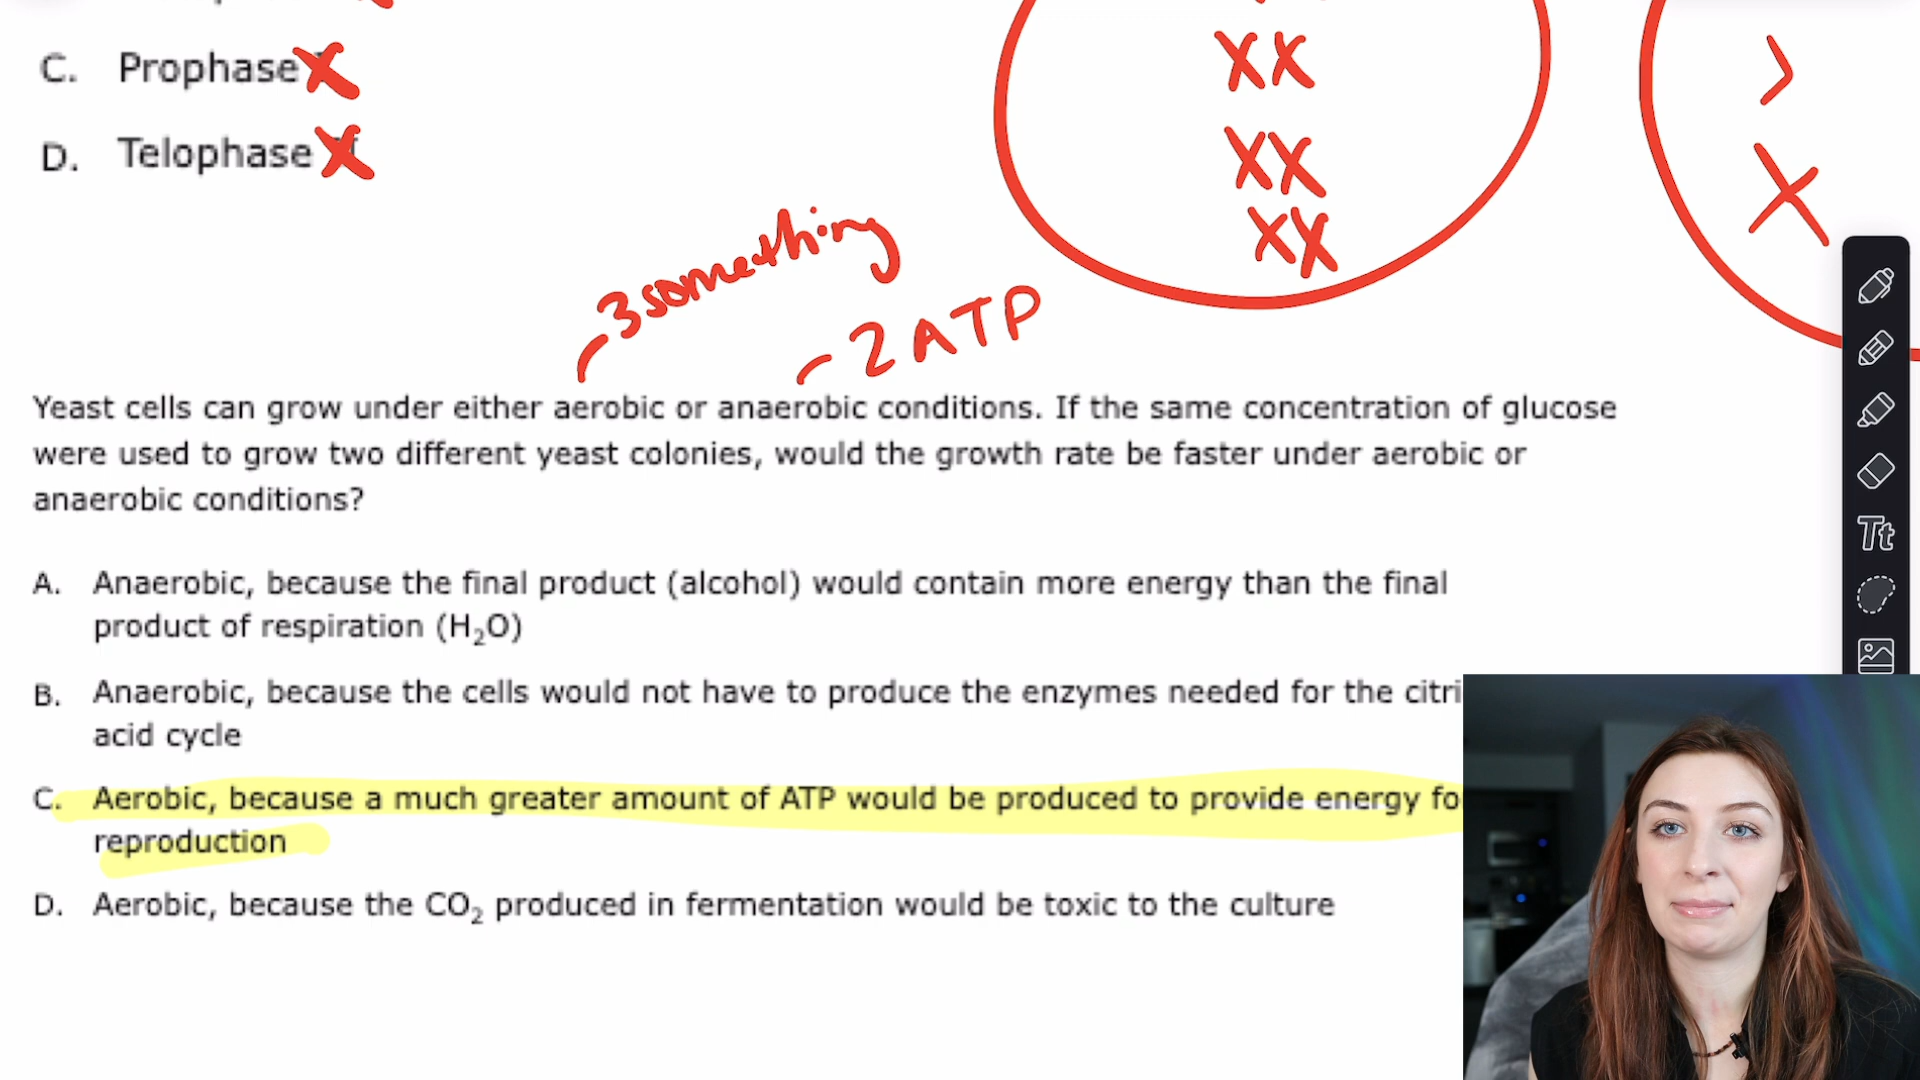 C. Prophase
D. Telophase
XX
XX
XX
X
3something
2 ATP
Yeast cells can grow under either aerobic or anaerobic conditions. If the same concentration of glucose
were used to grow two different yeast colonies, would the growth rate be faster under aerobic or
anaerobic conditions?
A. Anaerobic, because the final product (alcohol) would contain more energy than the final
product of respiration (H₂O)
B. Anaerobic, because the cells would not have to produce the enzymes needed for the citri
acid cycle
C. Aerobic, because a much greater amount of ATP would be produced to provide energy fo
reproduction
D. Aerobic, because the CO₂ produced in fermentation would be toxic to the culture
Tt